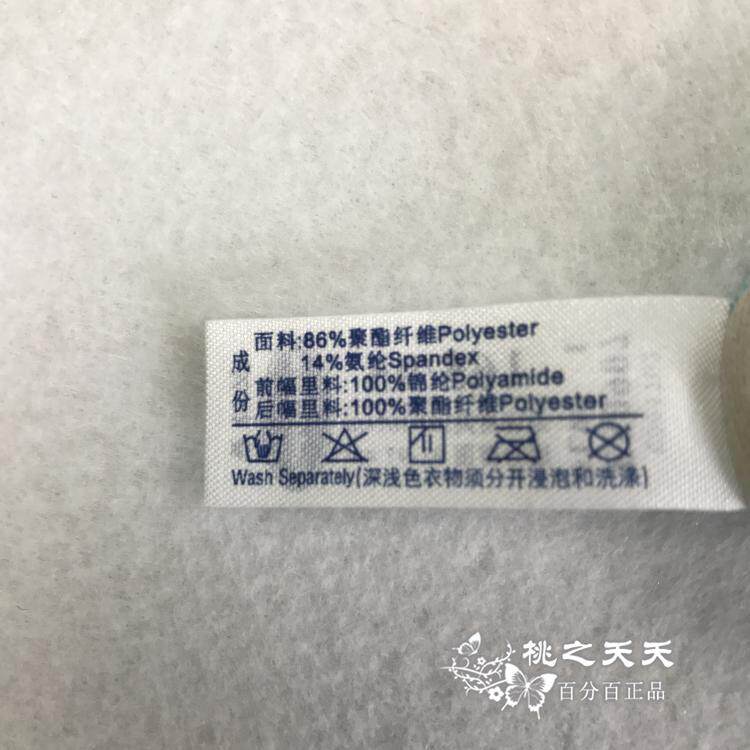 成份
面料:86%聚酯纤维Polyester
14%氨纶Spandex
前幅里料:100%锦纶Polyamide
后幅里料:100%聚酯纤维Polyester
Wash Separately(深浅色衣物须分开浸泡和洗涤)
桃之天天
百分百正品